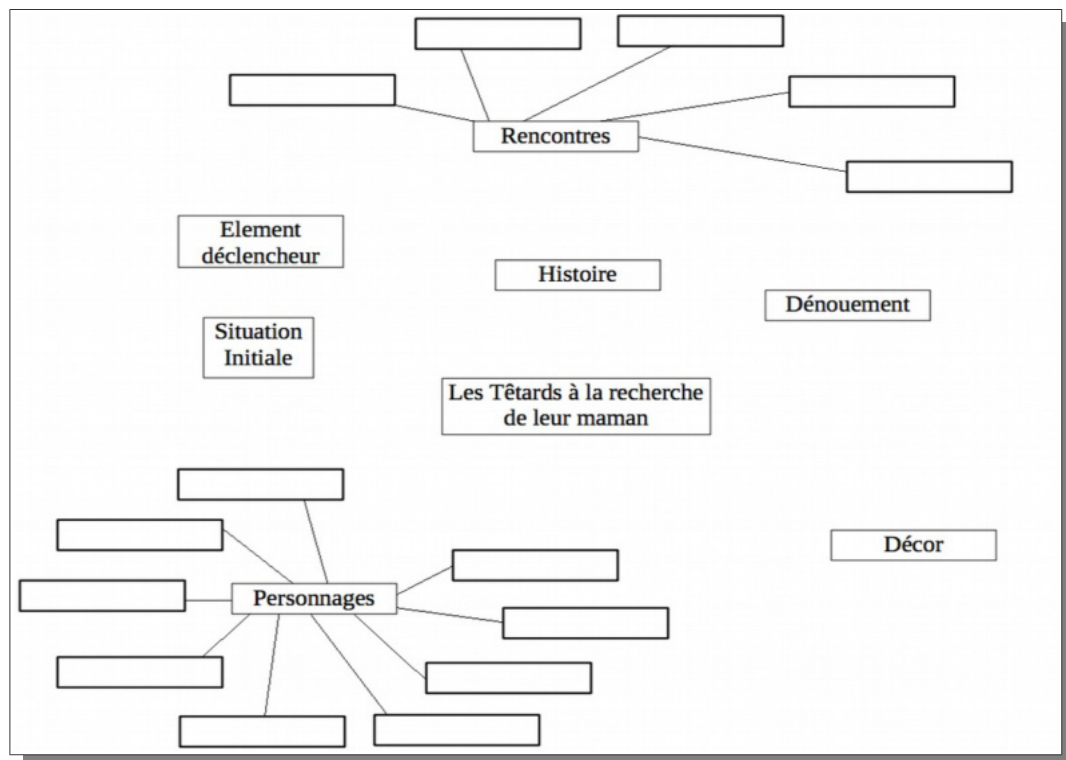 Rencontres
Element
déclencheur
Histoire
Dénouement
Situation
Initiale
Les Têtards à la recherche
de leur maman
Décor
Personnages